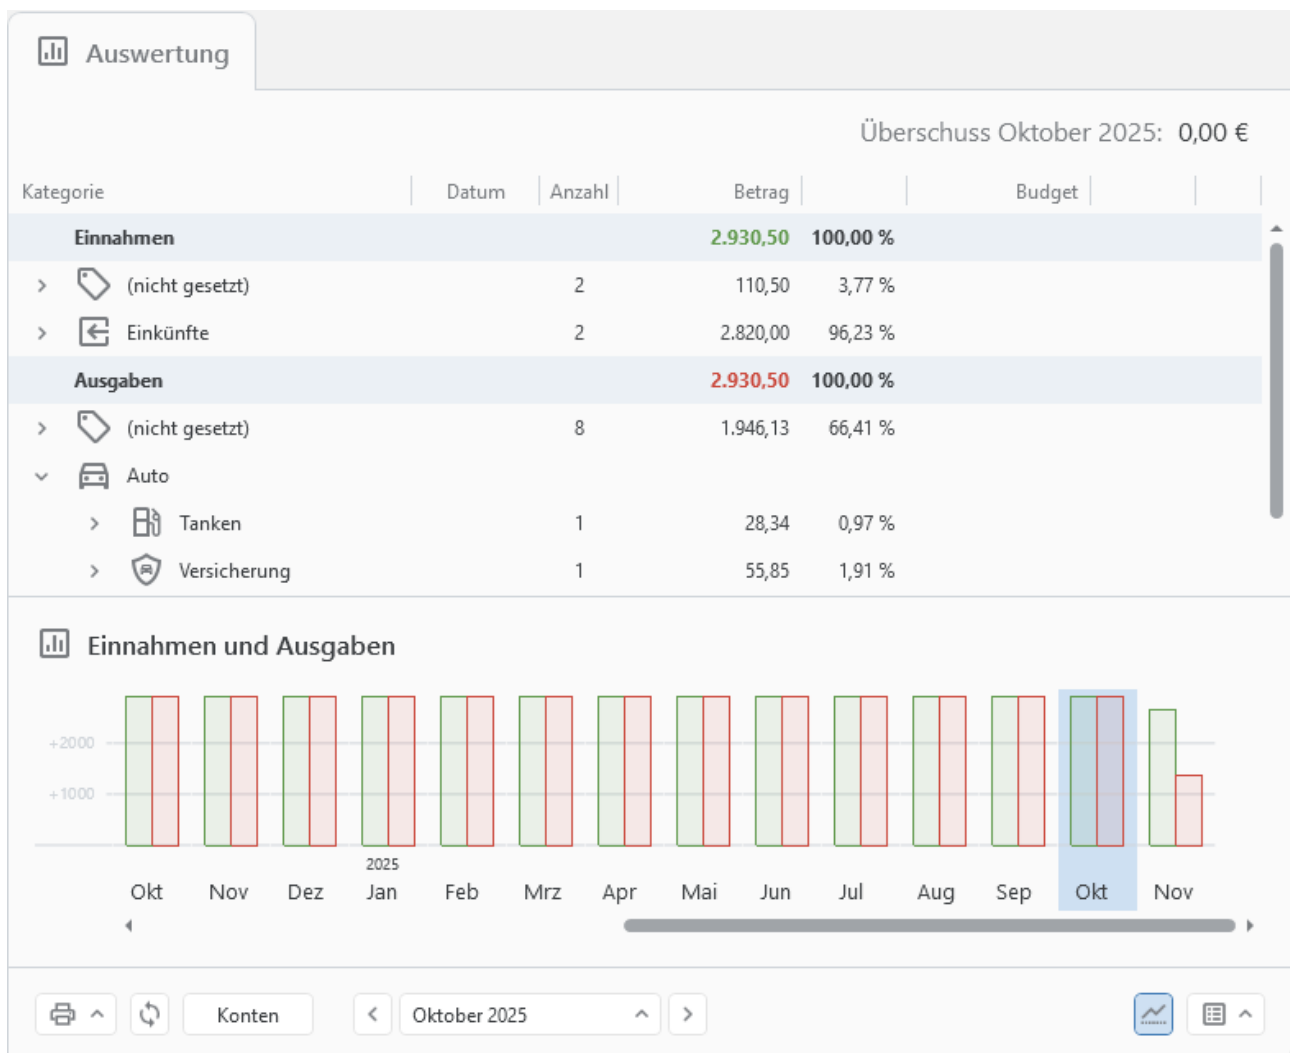 Auswertung
Überschuss Oktober 2025: 0,00 €
Kategorie Datum Anzahl Betrag Budget
Einnahmen 2.930,50 100,00 %
(nicht gesetzt) 2 110,50 3,77 %
Einkünfte 2 2.820,00 96,23 %
Ausgaben 2.930,50 100,00 %
(nicht gesetzt) 8 1.946,13 66,41 %
Auto
Tanken 1 28,34 0,97 %
Versicherung 1 55,85 1,91 %
Einnahmen und Ausgaben
+2000
+1000
2025
Okt Nov Dez Jan Feb Mrz Apr Mai Jun Jul Aug Sep Okt Nov
Konten Oktober 2025